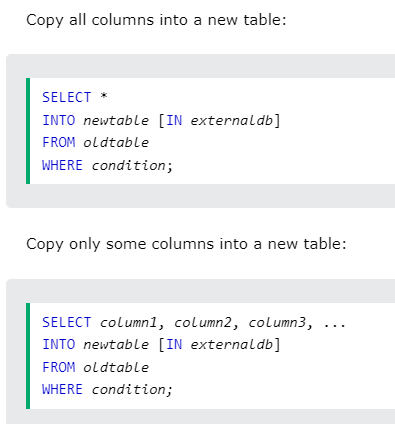 Copy all columns into a new table:
SELECT *
INTO newtable [IN externaldb]
FROM oldtable
WHERE condition;
Copy only some columns into a new table:
SELECT column1, column2, column3, ...
INTO newtable [IN externaldb]
FROM oldtable
WHERE condition;